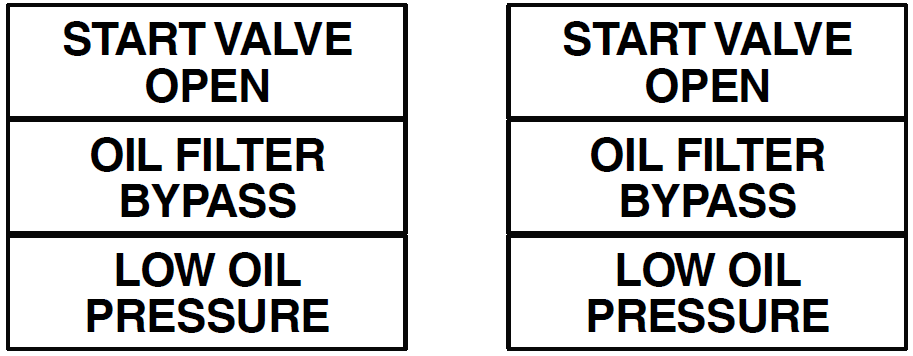 START VALVE
OPEN
OIL FILTER
BYPASS
LOW OIL
PRESSURE
START VALVE
OPEN
OIL FILTER
BYPASS
LOW OIL
PRESSURE